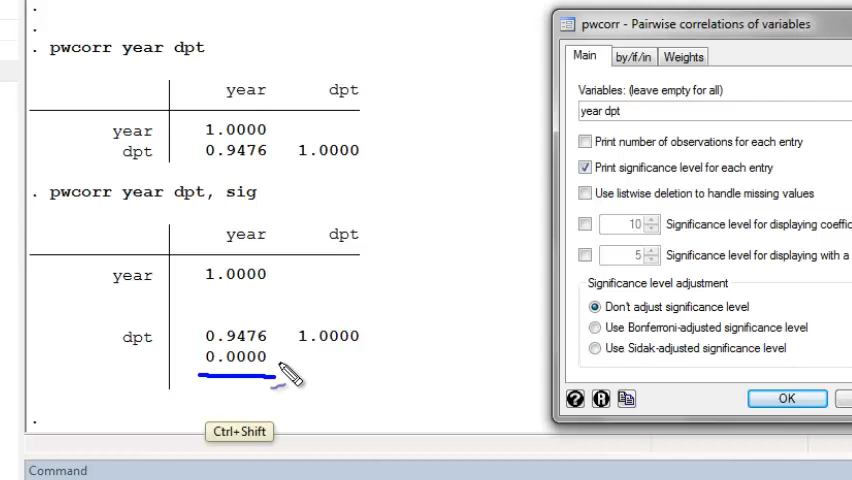 . pwcorr year dpt
year dpt
year 1.0000
dpt 0.9476 1.0000
. pwcorr year dpt, sig
year dpt
year 1.0000
dpt 0.9476 1.0000
0.0000
.
Ctrl+Shift
Command
pwcorr - Pairwise correlations of variables
Main by/if/in Weights
Variables: (leave empty for all)
year dpt
Print number of observations for each entry
Print significance level for each entry
Use listwise deletion to handle missing values
10 Significance level for displaying coeffic
5 Significance level for displaying with a
Significance level adjustment
Don't adjust significance level
Use Bonferroni-adjusted significance level
Use Sidak-adjusted significance level
? R OK